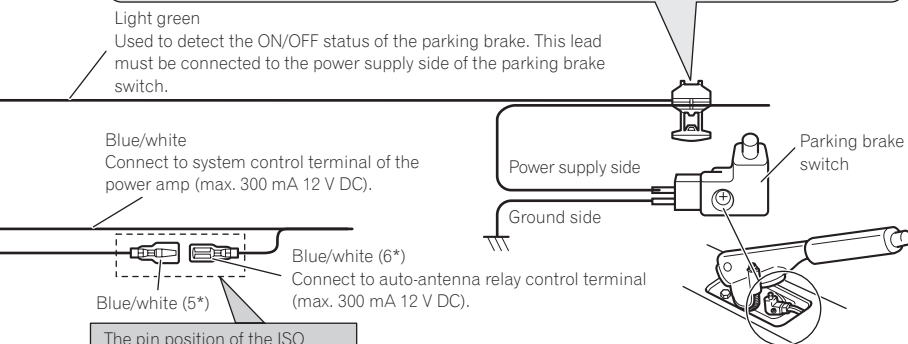 Light green
Used to detect the ON/OFF status of the parking brake. This lead
must be connected to the power supply side of the parking brake
switch.
Blue/white
Connect to system control terminal of the
power amp (max. 300 mA 12 V DC).
Power supply side
Parking brake
switch
Ground side
Blue/white (6*)
Connect to auto-antenna relay control terminal
(max. 300 mA 12 V DC).
Blue/white (5*)
The pin position of the ISO